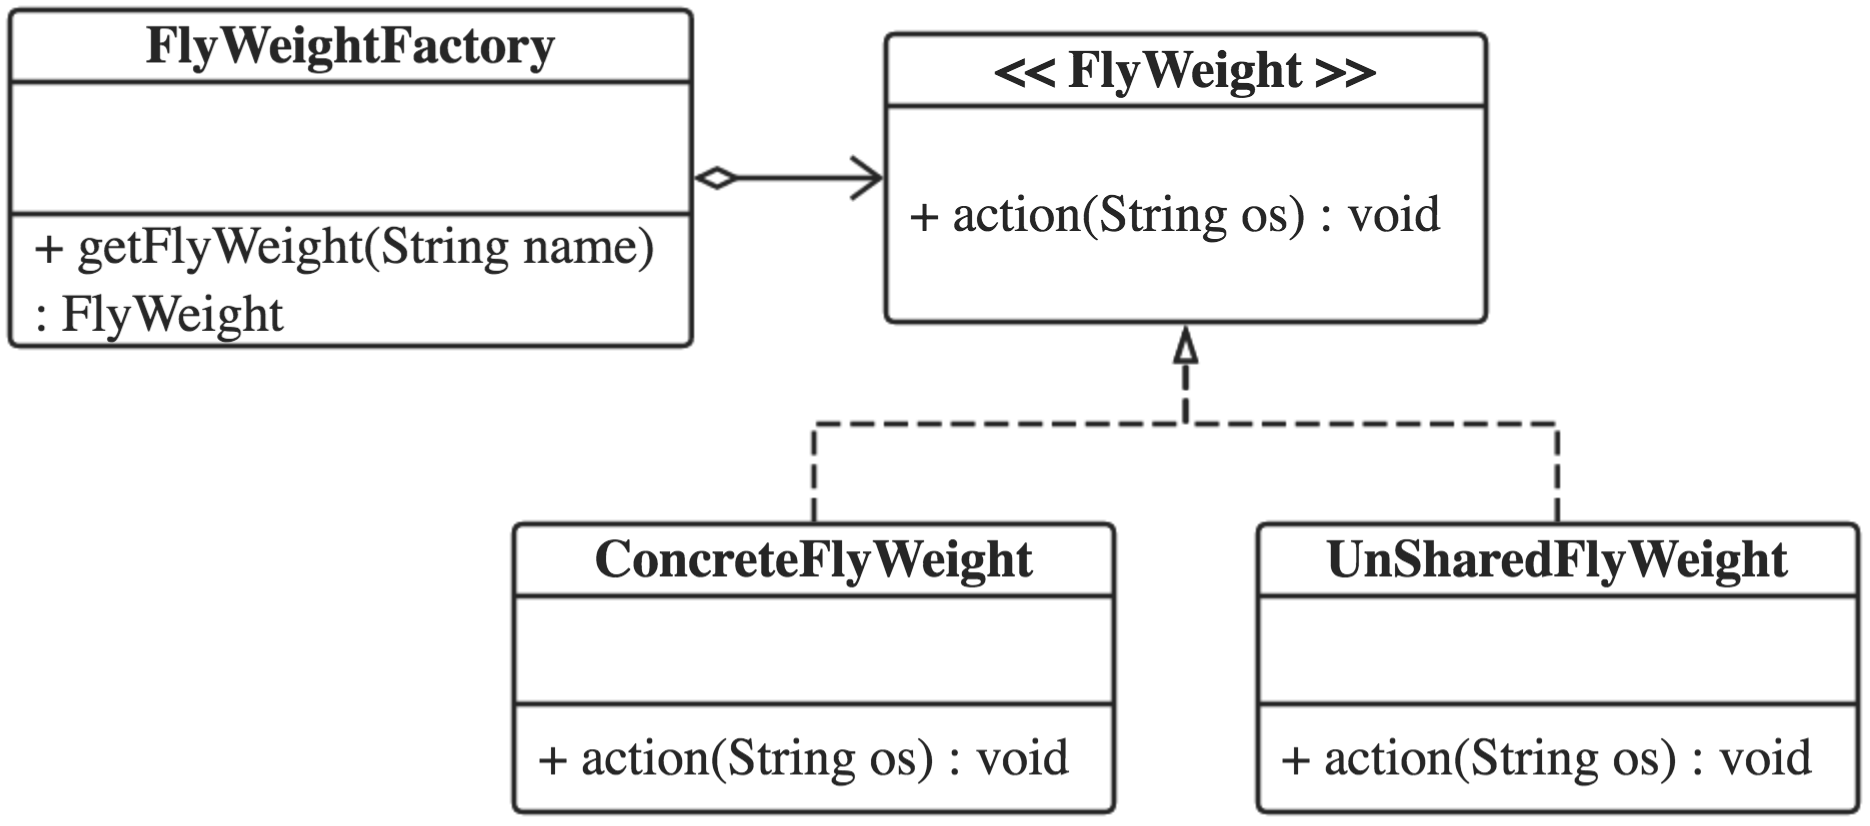 FlyWeightFactory
+ getFlyWeight(String name)
: FlyWeight
<< FlyWeight >>
+ action(String os) : void
ConcreteFlyWeight
+ action(String os) : void
UnSharedFlyWeight
+ action(String os) : void